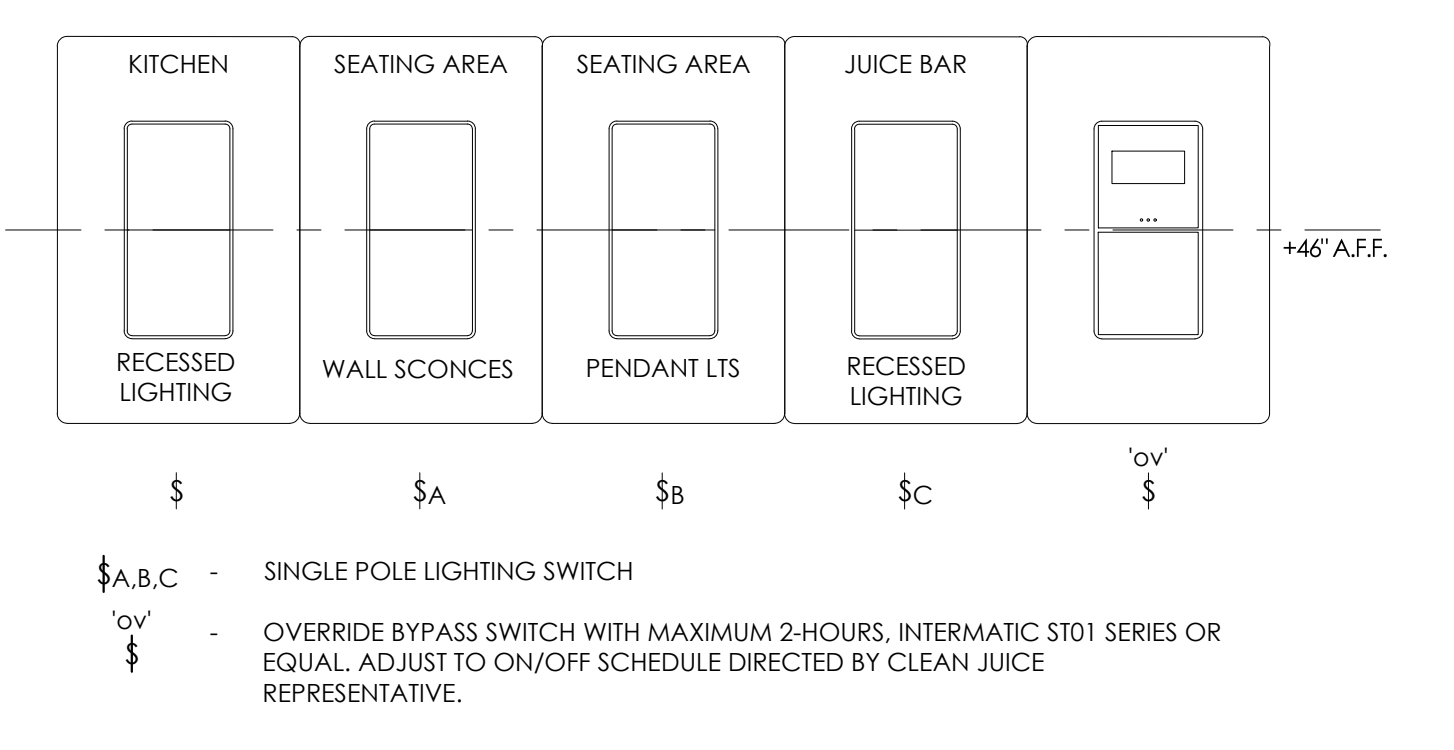 KITCHEN
SEATING AREA
SEATING AREA
JUICE BAR
+46" A.F.F.
RECESSED
LIGHTING
WALL SCONCES
PENDANT LTS
RECESSED
LIGHTING
$
$A
$B
$C
'ov'
$
$A,B,C - SINGLE POLE LIGHTING SWITCH
'ov'
$ - OVERRIDE BYPASS SWITCH WITH MAXIMUM 2-HOURS, INTERMATIC ST01 SERIES OR
EQUAL. ADJUST TO ON/OFF SCHEDULE DIRECTED BY CLEAN JUICE
REPRESENTATIVE.